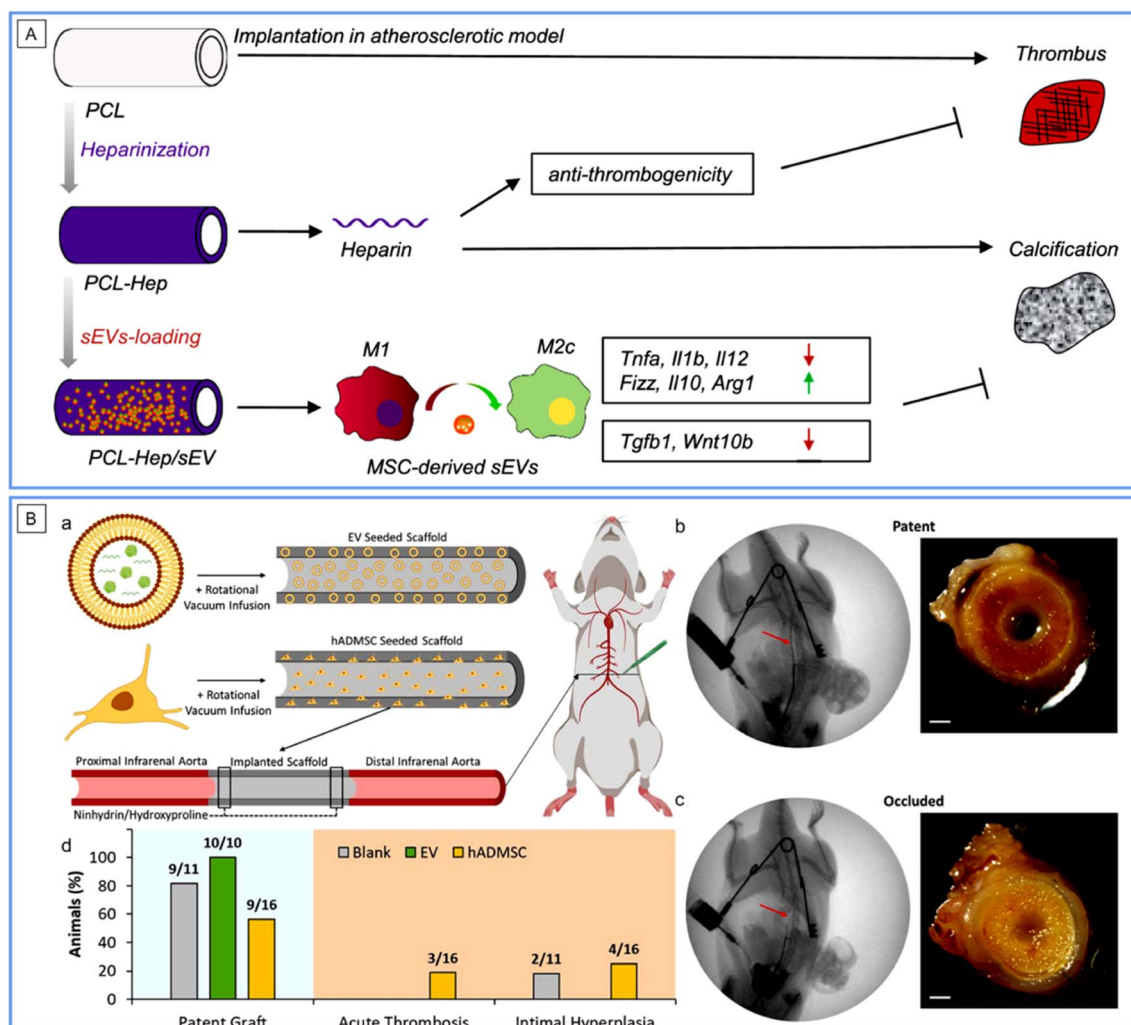 A
Implantation in atherosclerotic model
Thrombus
PCL
Heparinization
anti-thrombogenicity
Heparin
Calcification
PCL-Hep
sEVs-loading
M1
M2c
Tnfa, Il1b, Il12
Fizz, Il10, Arg1
Tgfb1, Wnt10b
PCL-Hep/sEV
MSC-derived sEVs
B
a
EV Seeded Scaffold
+ Rotational
Vacuum Infusion
hADMSC Seeded Scaffold
+ Rotational
Vacuum Infusion
Proximal Infrarenal Aorta
Implanted Scaffold
Distal Infrarenal Aorta
Ninhydrin/Hydroxyproline
b
Patent
c
Occluded
d
Blank
EV
hADMSC
Animals (%)
100
80
60
40
20
0
9/11
10/10
9/16
3/16
2/11
4/16
Patent Graft
Acute Thrombosis
Intimal Hyperplasia